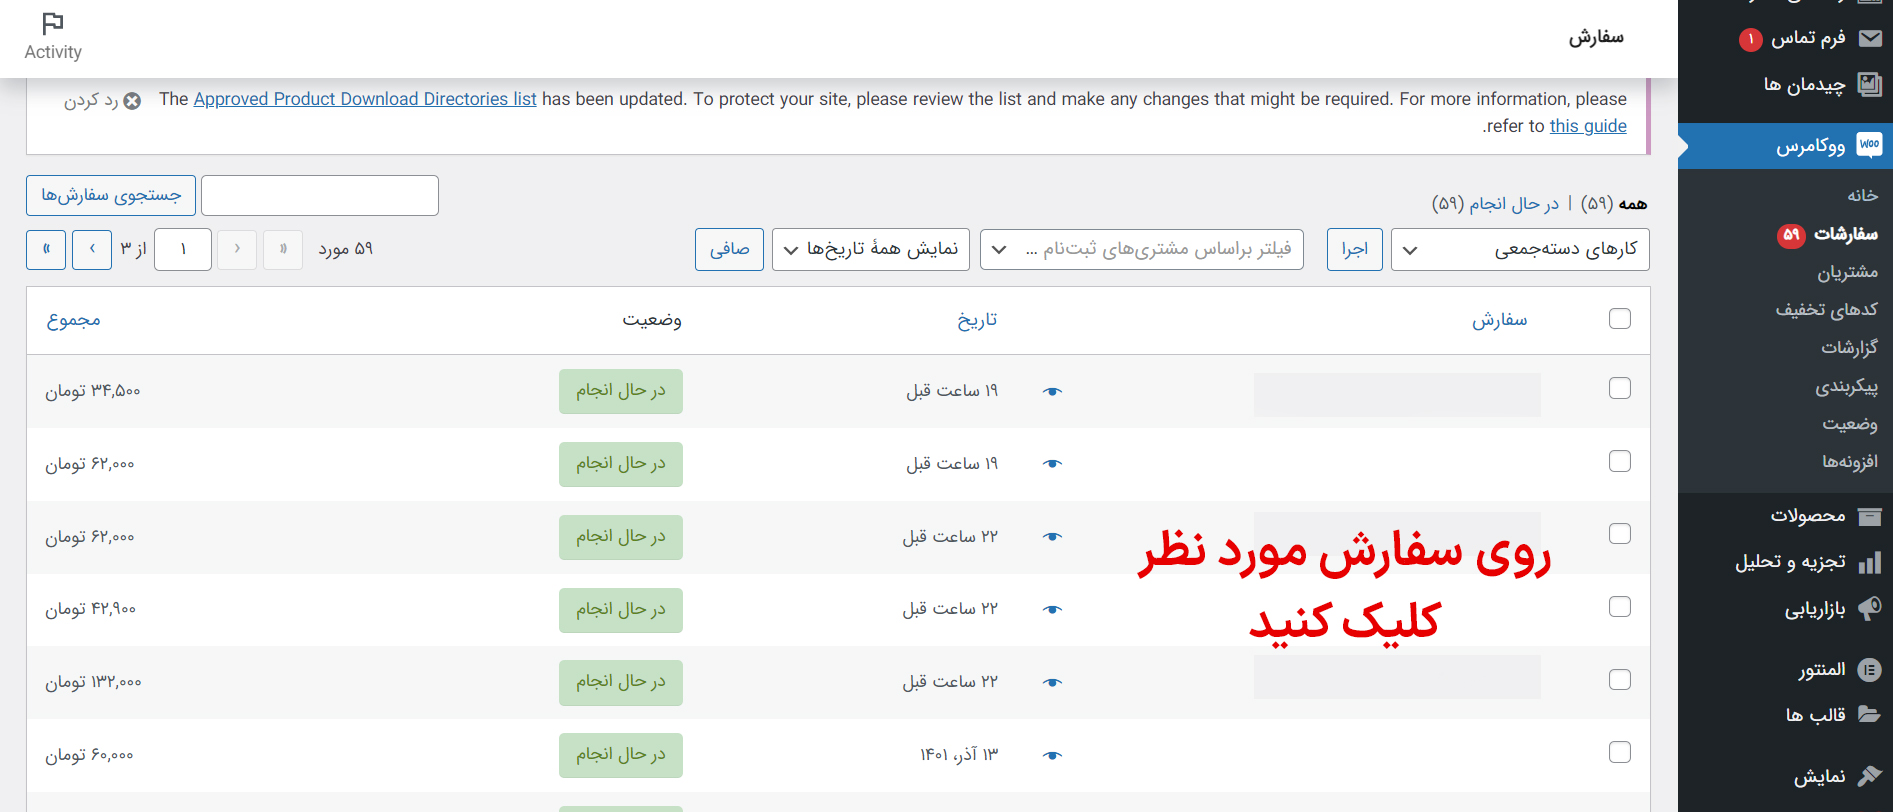 سفارش
Activity
The Approved Product Download Directories list has been updated. To protect your site, please review the list and make any changes that might be required. For more information, please
.refer to this guide
رد کردن
همه (۵۹) | در حال انجام (۵۹)
جستجوی سفارش‌ها
کارهای دسته‌جمعی
اجرا
فیلتر براساس مشتری‌های ثبت‌نام ...
نمایش همهٔ تاریخ‌ها
صافی
۵۹ مورد « ‹ ۱ از ۳ › »
سفارش تاریخ وضعیت مجموع
۱۹ ساعت قبل در حال انجام ۳۴,۵۰۰ تومان
۱۹ ساعت قبل در حال انجام ۶۲,۰۰۰ تومان
۲۲ ساعت قبل در حال انجام ۶۲,۰۰۰ تومان
۲۲ ساعت قبل در حال انجام ۴۲,۹۰۰ تومان
۲۲ ساعت قبل در حال انجام ۱۳۲,۰۰۰ تومان
۱۳ آذر، ۱۴۰۱ در حال انجام ۶۰,۰۰۰ تومان
روی سفارش مورد نظر
کلیک کنید
فرم تماس ۱
چیدمان ها
ووکامرس
Woo
خانه
سفارشات ۵۹
مشتریان
کدهای تخفیف
گزارشات
پیکربندی
وضعیت
افزونه‌ها
محصولات
تجزیه و تحلیل
بازاریابی
المنتور
قالب ها
نمایش